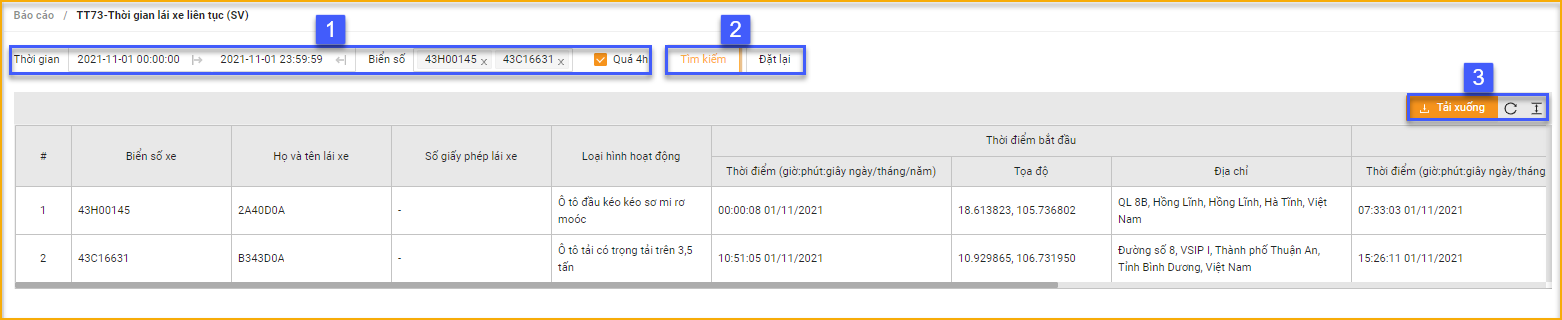 Báo cáo / TT73-Thời gian lái xe liên tục (SV)
1
2
Thời gian 2021-11-01 00:00:00 2021-11-01 23:59:59 Biển số 43H00145 x 43C16631 x Quá 4h Tìm kiếm Đặt lại
3
Tải xuống
# Biển số xe Họ và tên lái xe Số giấy phép lái xe Loại hình hoạt động Thời điểm bắt đầu
Thời điểm (giờ:phút:giây ngày/tháng/năm) Tọa độ Địa chỉ Thời điểm (giờ:phút:giây ngày/tháng
1 43H00145 2A40D0A - Ô tô đầu kéo kéo sơ mi rơ moóc 00:00:08 01/11/2021 18.613823, 105.736802 QL 8B, Hồng Lĩnh, Hồng Lĩnh, Hà Tĩnh, Việt Nam 07:33:03 01/11/2021
2 43C16631 B343D0A - Ô tô tải có trọng tải trên 3,5 tấn 10:51:05 01/11/2021 10.929865, 106.731950 Đường số 8, VSIP I, Thành phố Thuận An, Tỉnh Bình Dương, Việt Nam 15:26:11 01/11/2021